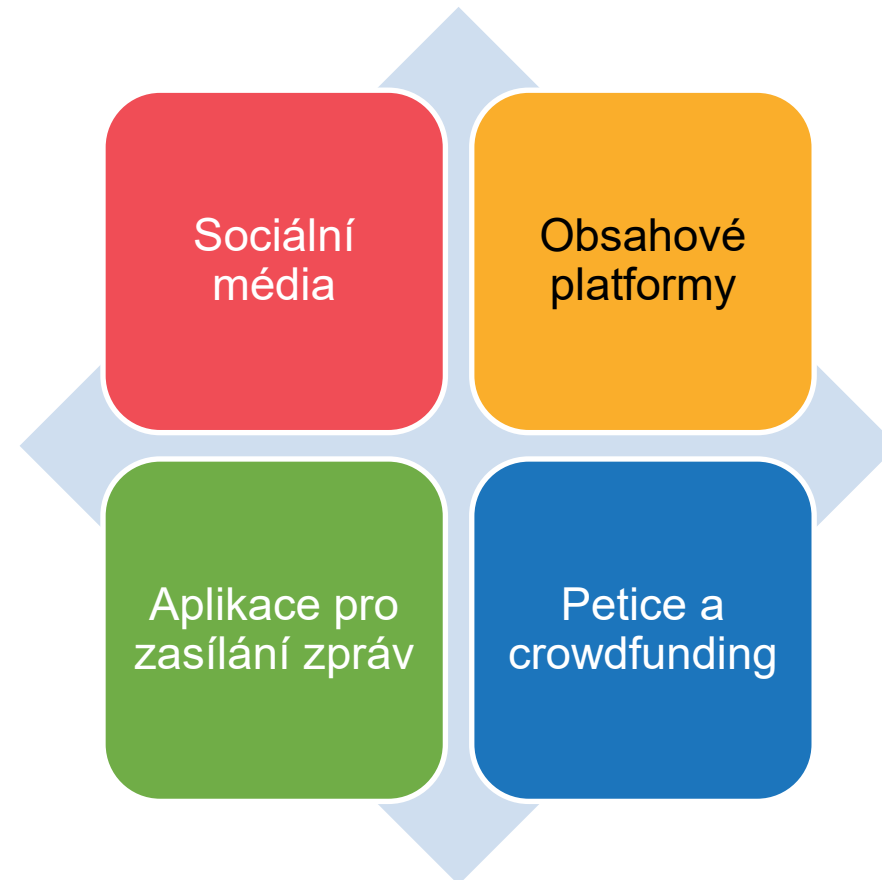 Sociální
média
Obsahové
platformy
Aplikace pro
zasílání zpráv
Petice a
crowdfunding